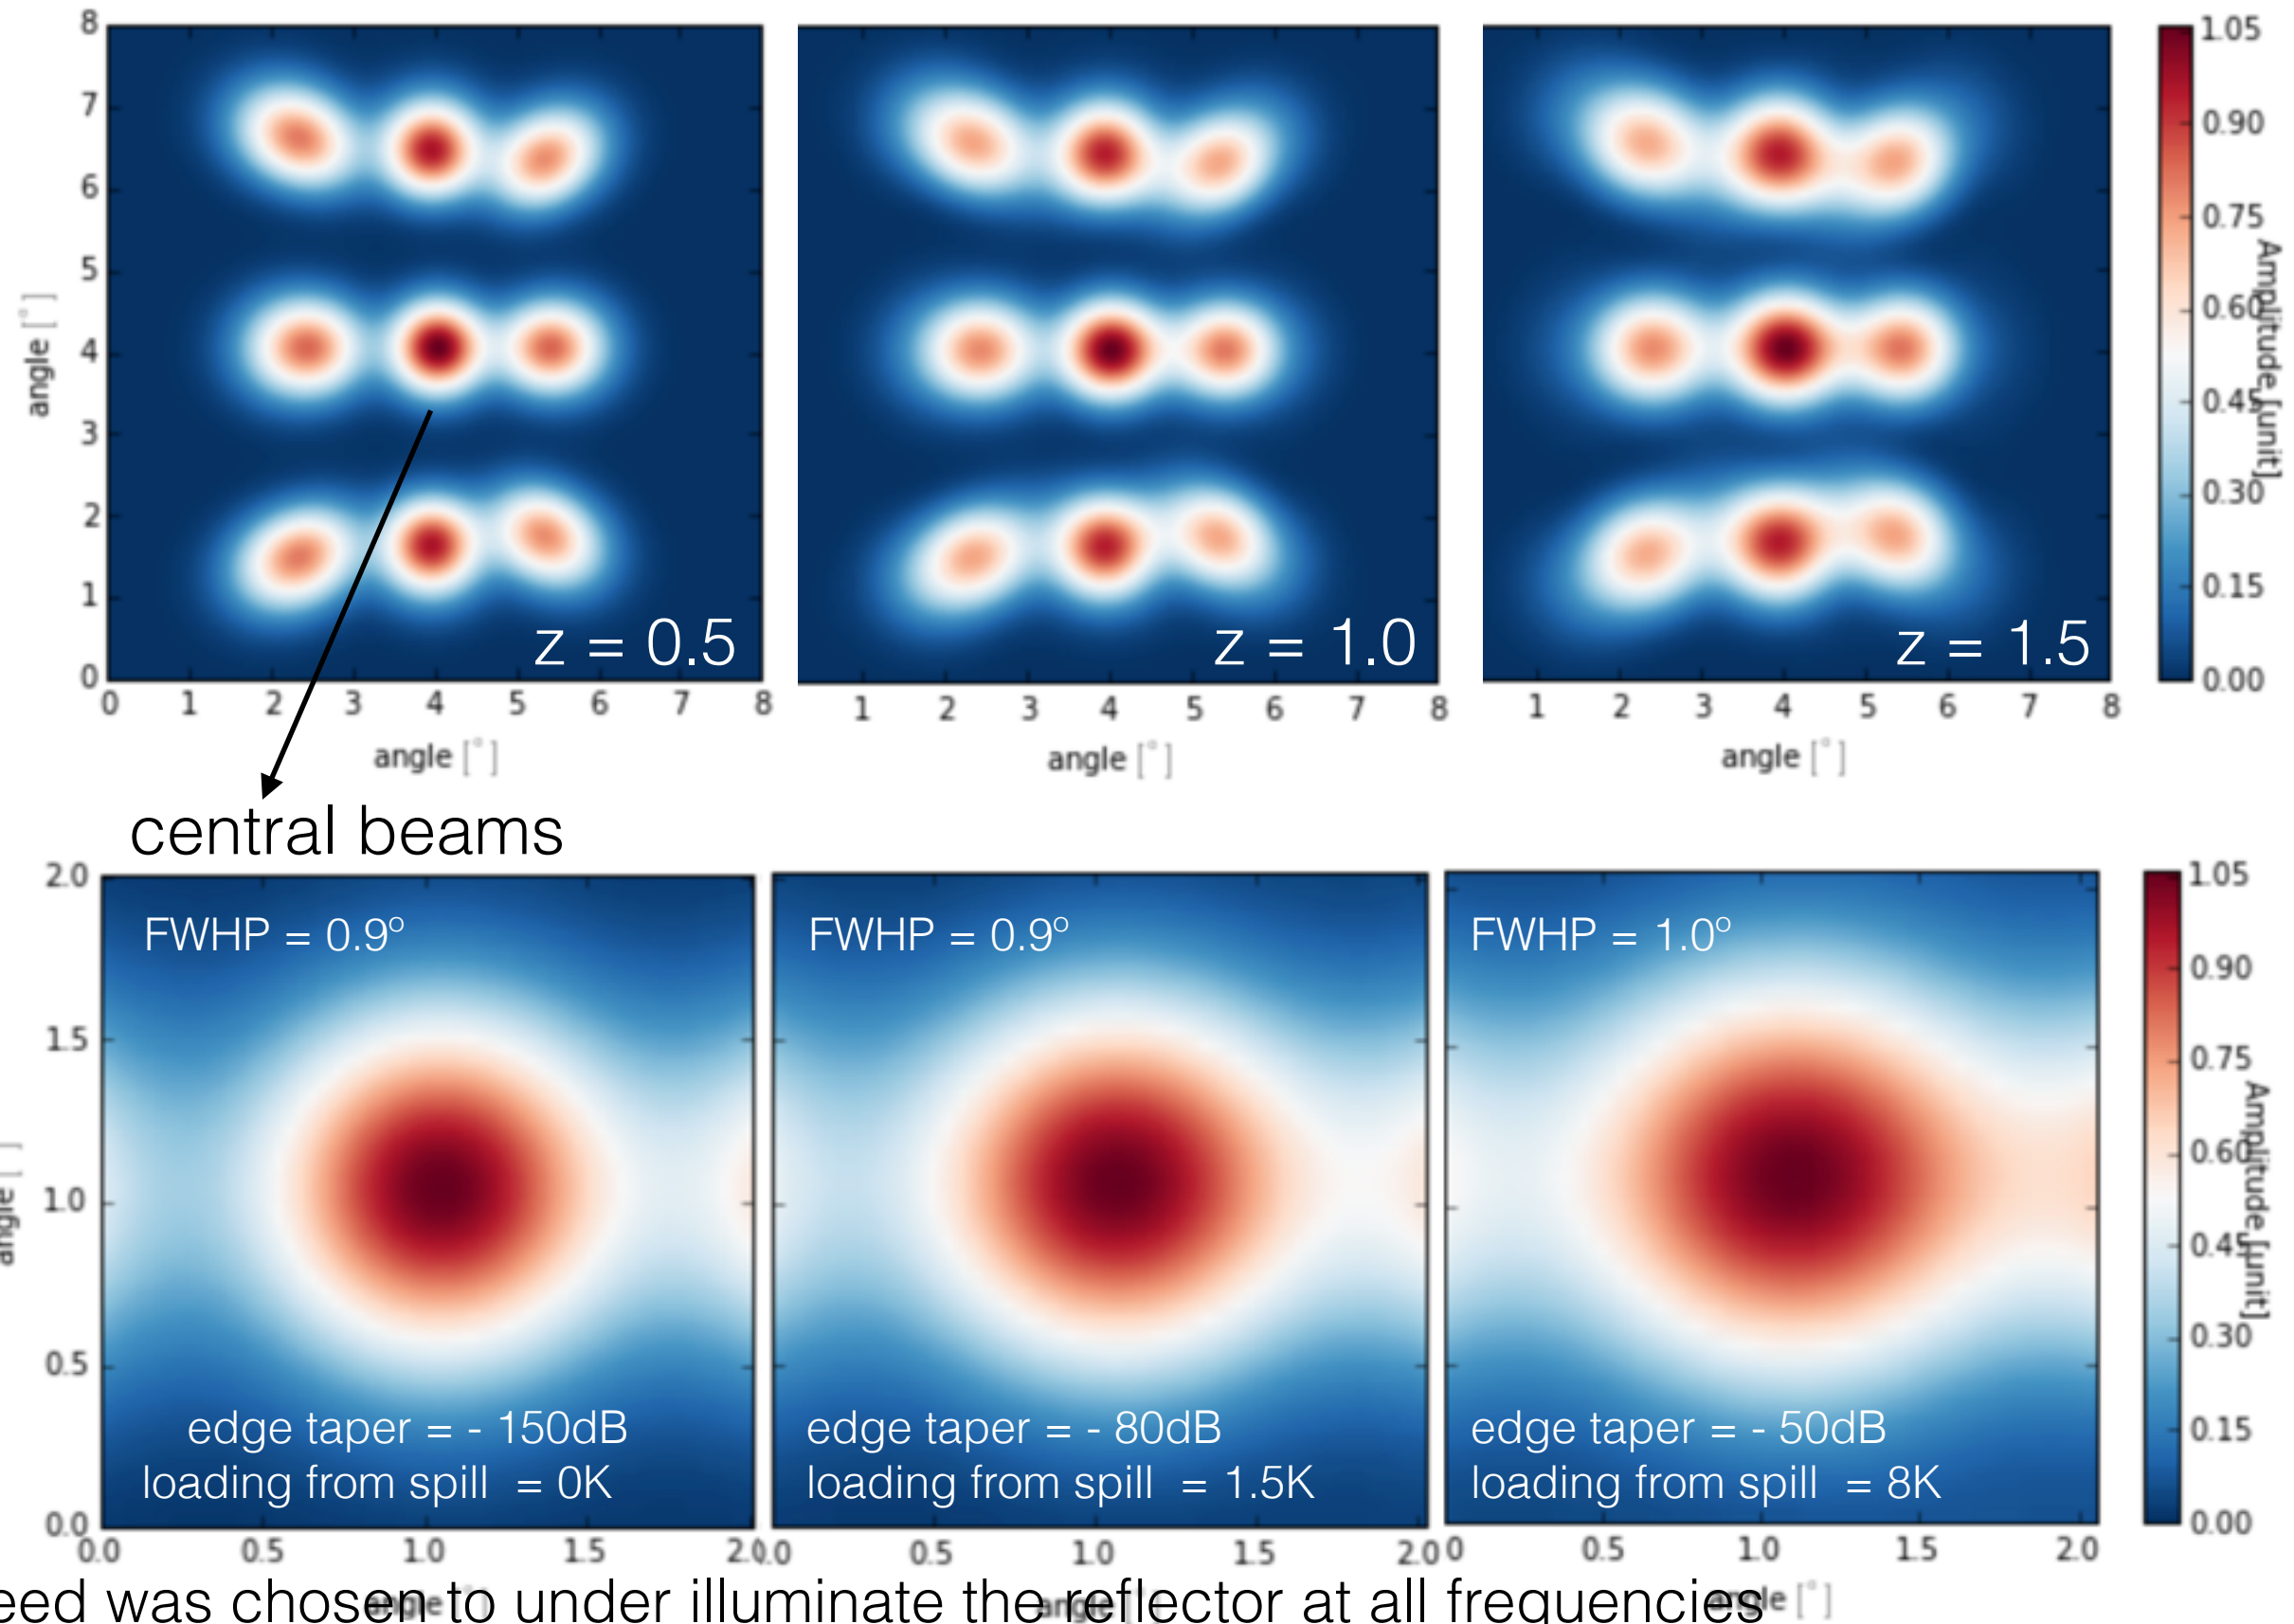 8
7
6
5
4
3
2
1
0
angle [°]
0 1 2 3 4 5 6 7 8
angle [°]
z = 0.5
1 2 3 4 5 6 7 8
angle [°]
z = 1.0
1 2 3 4 5 6 7 8
angle [°]
z = 1.5
1.05
0.90
0.75
0.60
0.45
0.30
0.15
0.00
Amplitude [unit]
central beams
2.0
1.5
1.0
0.5
0.0
angle [ ]
FWHP = 0.9º
edge taper = - 150dB
loading from spill = 0K
0.0 0.5 1.0 1.5 2.0
angle [°]
FWHP = 0.9º
edge taper = - 80dB
loading from spill = 1.5K
.0 0.5 1.0 1.5 2.0
angle [°]
FWHP = 1.0º
edge taper = - 50dB
loading from spill = 8K
0 0.5 1.0 1.5 2.0
angle [°]
1.05
0.90
0.75
0.60
0.45
0.30
0.15
0.00
Amplitude [unit]
eed was chosen to under illuminate the reflector at all frequencies